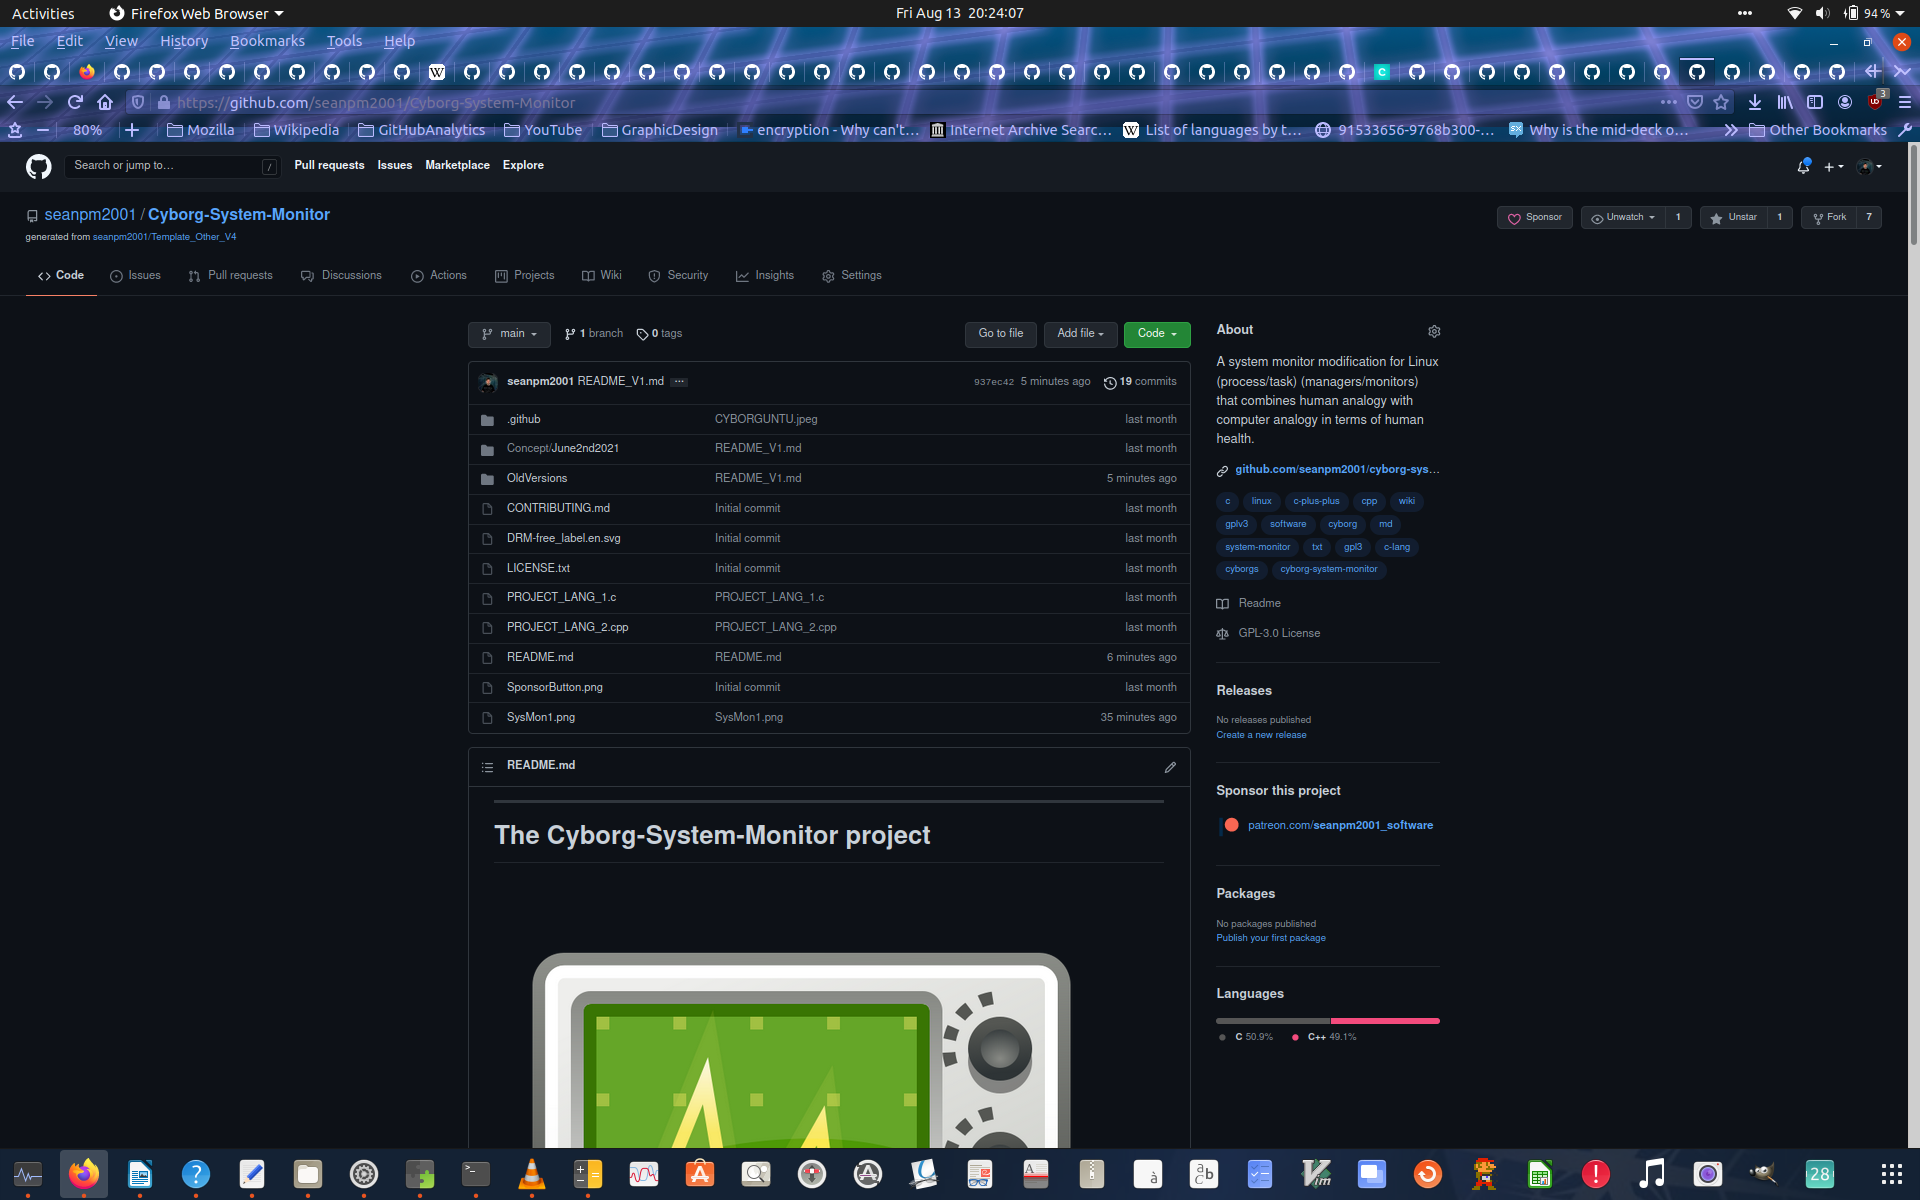 Activities Firefox Web Browser Fri Aug 13 20:24:07 94 %
File Edit View History Bookmarks Tools Help
W C
https://github.com/seanpm2001/Cyborg-System-Monitor 3
80% Mozilla Wikipedia GitHubAnalytics YouTube GraphicDesign encryption - Why can't… Internet Archive Searc… List of languages by t… 91533656-9768b300-… Why is the mid-deck o… Other Bookmarks
Search or jump to… / Pull requests Issues Marketplace Explore
seanpm2001 / Cyborg-System-Monitor Sponsor Unwatch 1 Unstar 1 Fork 7
generated from seanpm2001/Template_Other_V4
Code Issues Pull requests Discussions Actions Projects Wiki Security Insights Settings
main 1 branch 0 tags Go to file Add file Code
seanpm2001 README_V1.md ... 937ec42 5 minutes ago 19 commits
.github CYBORGUNTU.jpeg last month
Concept/June2nd2021 README_V1.md last month
OldVersions README_V1.md 5 minutes ago
CONTRIBUTING.md Initial commit last month
DRM-free_label.en.svg Initial commit last month
LICENSE.txt Initial commit last month
PROJECT_LANG_1.c PROJECT_LANG_1.c last month
PROJECT_LANG_2.cpp PROJECT_LANG_2.cpp last month
README.md README.md 6 minutes ago
SponsorButton.png Initial commit last month
SysMon1.png SysMon1.png 35 minutes ago
README.md
The Cyborg-System-Monitor project
About
A system monitor modification for Linux
(process/task) (managers/monitors)
that combines human analogy with
computer analogy in terms of human
health.
github.com/seanpm2001/cyborg-sys…
c linux c-plus-plus cpp wiki
gplv3 software cyborg md
system-monitor txt gpl3 c-lang
cyborgs cyborg-system-monitor
Readme
GPL-3.0 License
Releases
No releases published
Create a new release
Sponsor this project
patreon.com/seanpm2001_software
Packages
No packages published
Publish your first package
Languages
C 50.9% C++ 49.1%
28